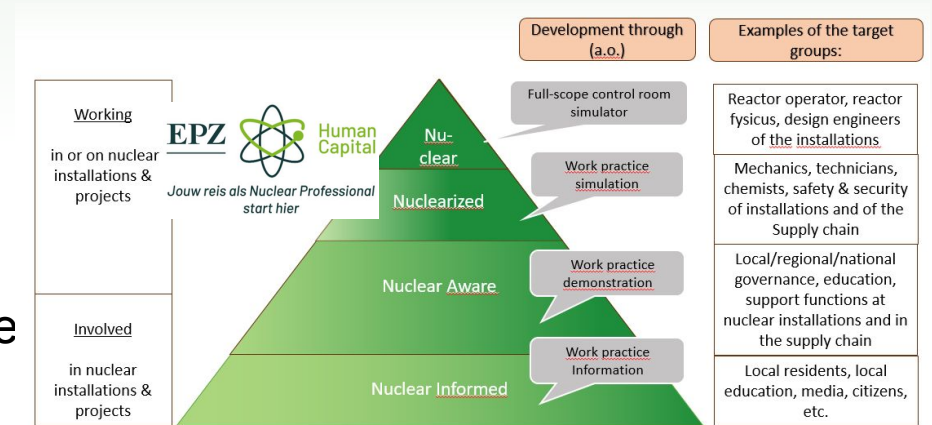 Development through
(a.o.)
Examples of the target
groups:
Working
in or on nuclear
installations &
projects
EPZ
Human
Capital
Jouw reis als Nuclear Professional
start hier
Nu-
clear
Full-scope control room
simulator
Reactor operator, reactor
fysicus, design engineers
of the installations
Nuclearized
Work practice
simulation
Mechanics, technicians,
chemists, safety & security
of installations and of the
Supply chain
Nuclear Aware
Work practice
demonstration
Local/regional/national
governance, education,
support functions at
nuclear installations and in
the supply chain
e
Involved
in nuclear
installations &
projects
Nuclear Informed
Work practice
Information
Local residents, local
education, media, citizens,
etc.